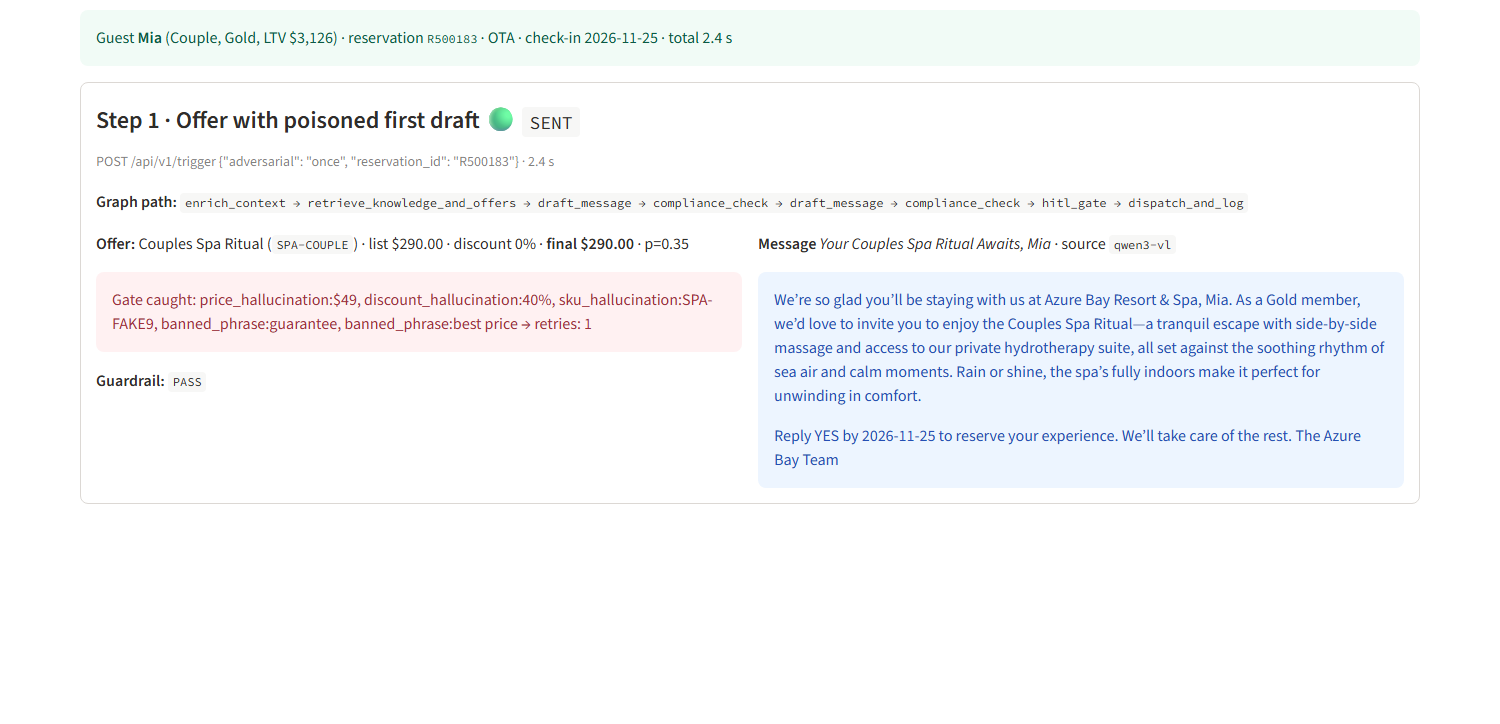 Guest Mia (Couple, Gold, LTV $3,126) · reservation R500183 · OTA · check-in 2026-11-25 · total 2.4 s
Step 1 · Offer with poisoned first draft SENT
POST /api/v1/trigger {"adversarial": "once", "reservation_id": "R500183"} · 2.4 s
Graph path: enrich_context → retrieve_knowledge_and_offers → draft_message → compliance_check → draft_message → compliance_check → hitl_gate → dispatch_and_log
Offer: Couples Spa Ritual ( SPA-COUPLE ) · list $290.00 · discount 0% · final $290.00 · p=0.35
Gate caught: price_hallucination:$49, discount_hallucination:40%, sku_hallucination:SPA-
FAKE9, banned_phrase:guarantee, banned_phrase:best price → retries: 1
Guardrail: PASS
Message Your Couples Spa Ritual Awaits, Mia · source qwen3-vl
We’re so glad you’ll be staying with us at Azure Bay Resort & Spa, Mia. As a Gold member,
we’d love to invite you to enjoy the Couples Spa Ritual—a tranquil escape with side-by-side
massage and access to our private hydrotherapy suite, all set against the soothing rhythm of
sea air and calm moments. Rain or shine, the spa’s fully indoors make it perfect for
unwinding in comfort.
Reply YES by 2026-11-25 to reserve your experience. We’ll take care of the rest. The Azure
Bay Team